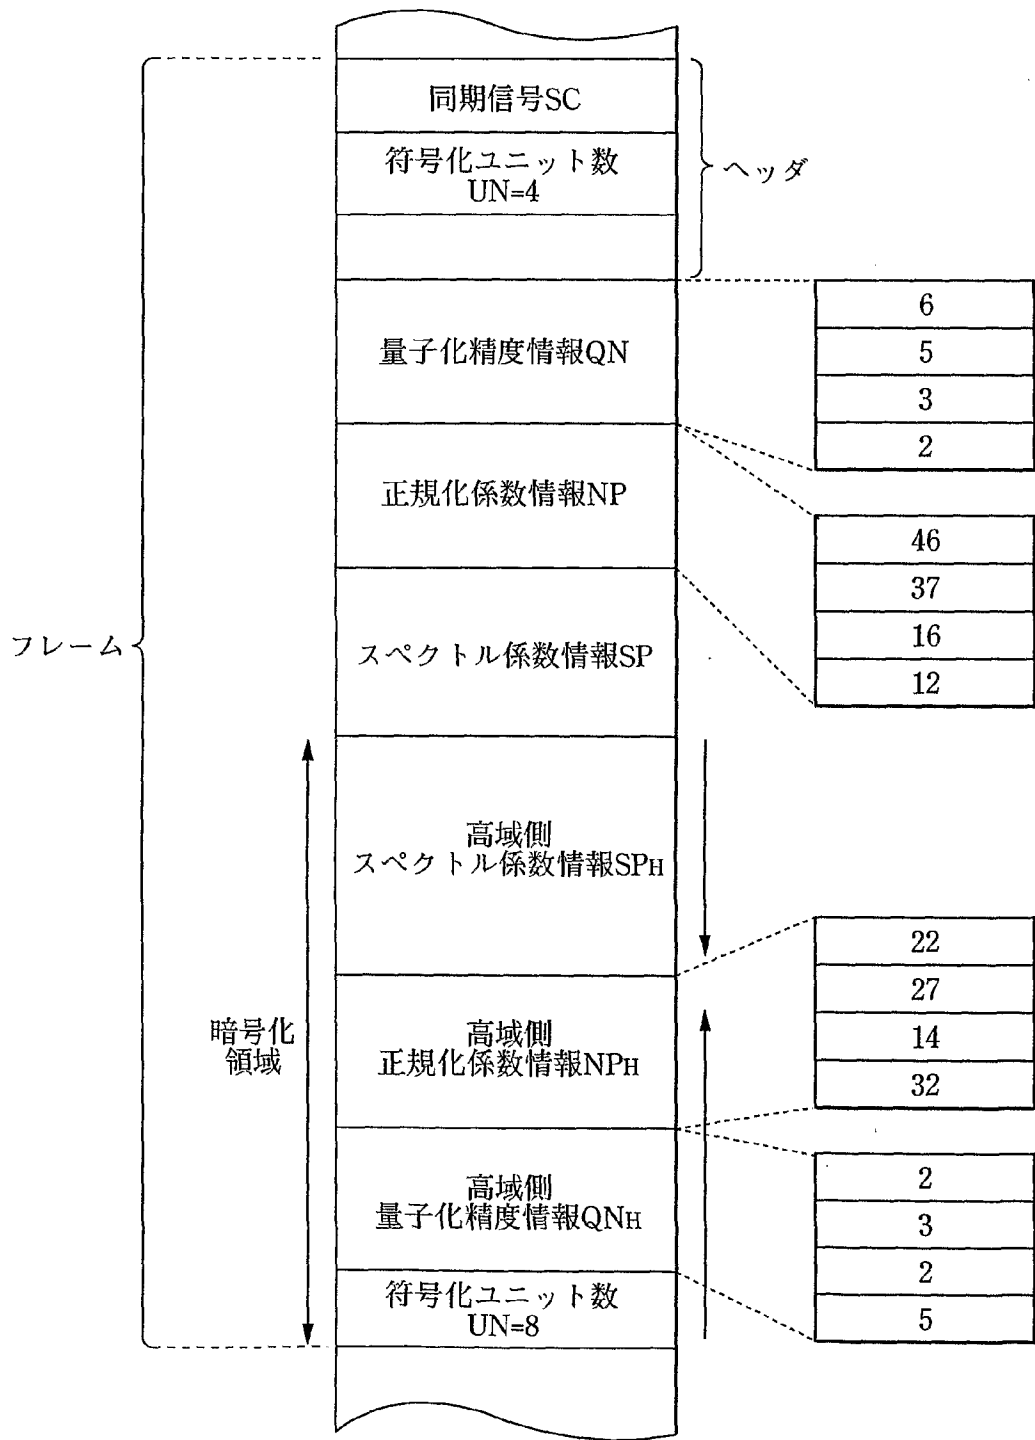 同期信号SC
符号化ユニット数
UN=4
ヘッダ
量子化精度情報QN
6
5
3
2
正規化係数情報NP
46
37
16
12
フレーム
スペクトル係数情報SP
高域側
スペクトル係数情報SPH
22
27
14
32
暗号化
領域
高域側
正規化係数情報NPH
高域側
量子化精度情報QNH
2
3
2
5
符号化ユニット数
UN=8